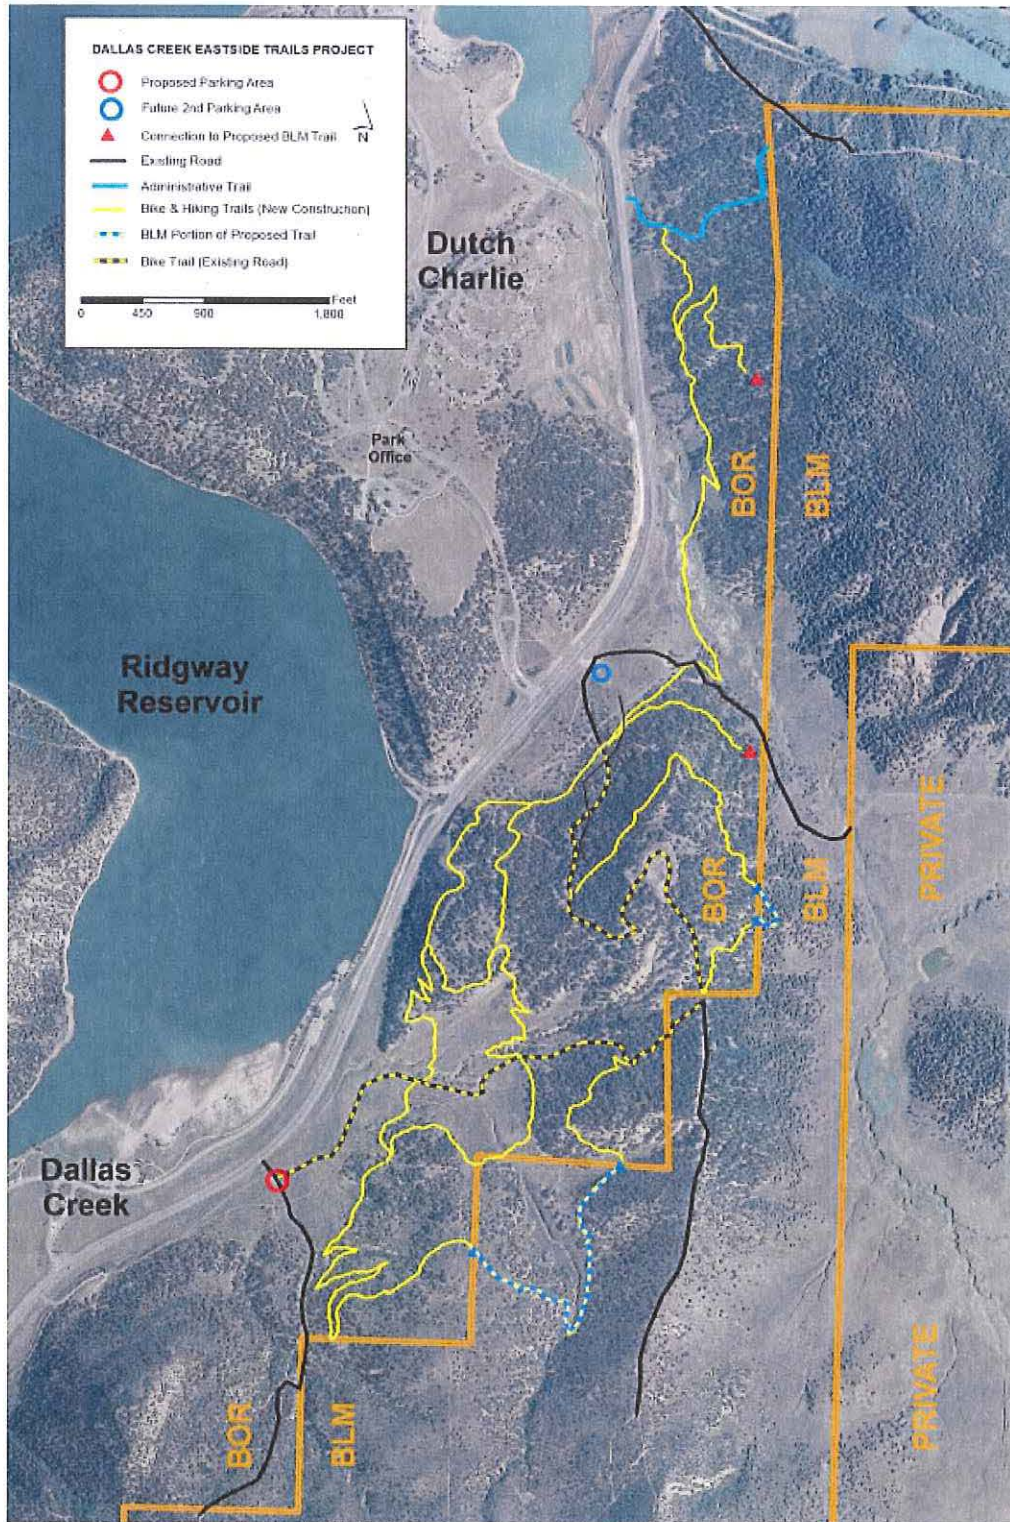 DALLAS CREEK EASTSIDE TRAILS PROJECT
Proposed Parking Area
Future 2nd Parking Area
Connection to Proposed BLM Trail
N
Existing Road
Administrative Trail
Bike & Hiking Trails (New Construction)
BLM Portion of Proposed Trail
Bike Trail (Existing Road)
Feet
0 450 900 1,800
Dutch
Charlie
Park
Office
BOR
BLM
Ridgway
Reservoir
PRIVATE
BOR
BLM
Dallas
Creek
BOR
BLM
PRIVATE